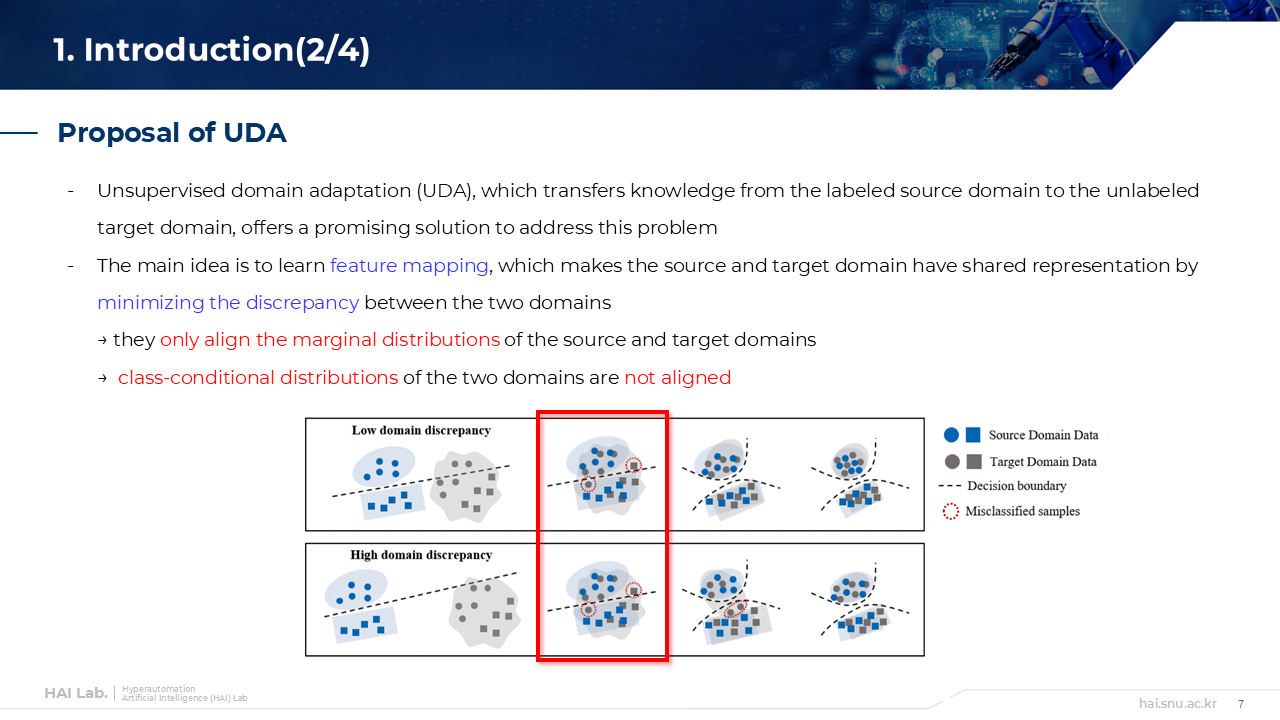 1. Introduction(2/4)
Proposal of UDA
- Unsupervised domain adaptation (UDA), which transfers knowledge from the labeled source domain to the unlabeled
target domain, offers a promising solution to address this problem
- The main idea is to learn feature mapping, which makes the source and target domain have shared representation by
minimizing the discrepancy between the two domains
→ they only align the marginal distributions of the source and target domains
→ class-conditional distributions of the two domains are not aligned
Low domain discrepancy
Source Domain Data
Target Domain Data
Decision boundary
Misclassified samples
High domain discrepancy
HAI Lab.
Hyperautomation
Artificial Intelligence (HAI) Lab
hai.snu.ac.kr
7